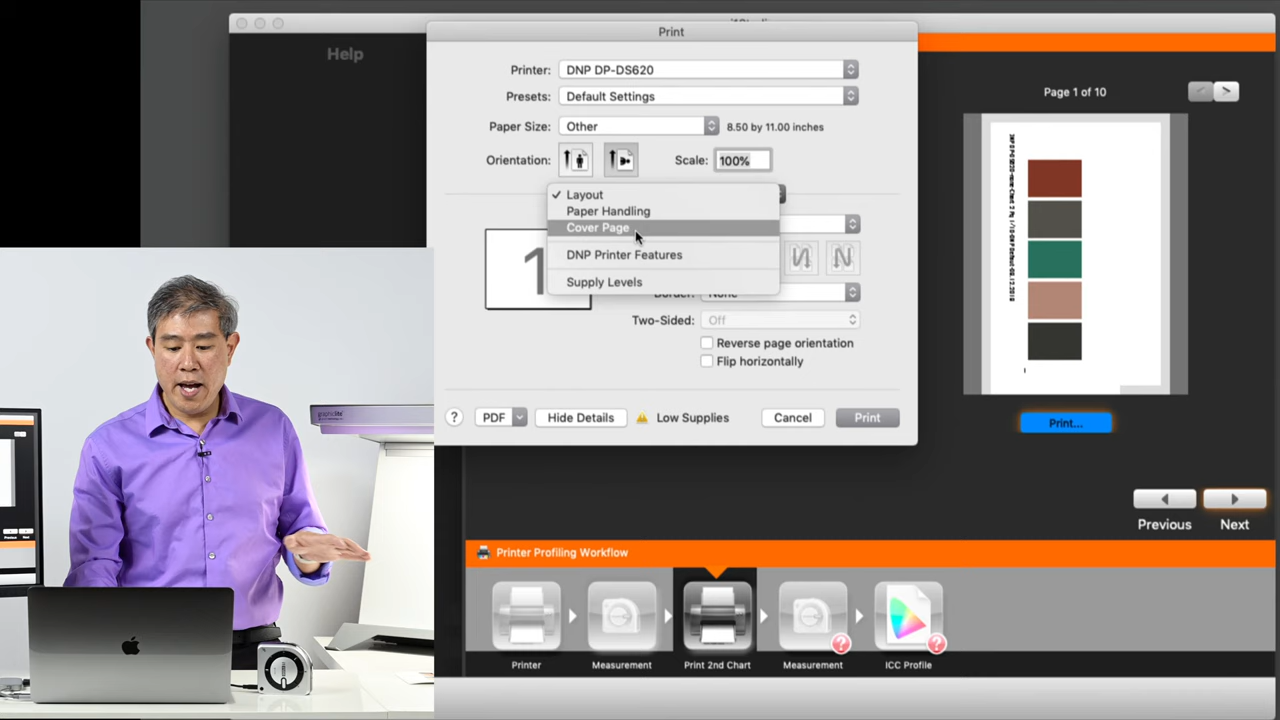 Help
Print
Printer: DNP DP-DS620
Presets: Default Settings
Paper Size: Other 8.50 by 11.00 inches
Orientation: Scale: 100%
✓ Layout
Paper Handling
Cover Page
DNP Printer Features
Supply Levels
1
None
Two-Sided: Off
Reverse page orientation
Flip horizontally
? PDF Hide Details Low Supplies Cancel Print
Page 1 of 10
< >
Print...
Previous Next
Printer Profiling Workflow
? ?
Printer Measurement Print 2nd Chart Measurement ICC Profile
graphiclite